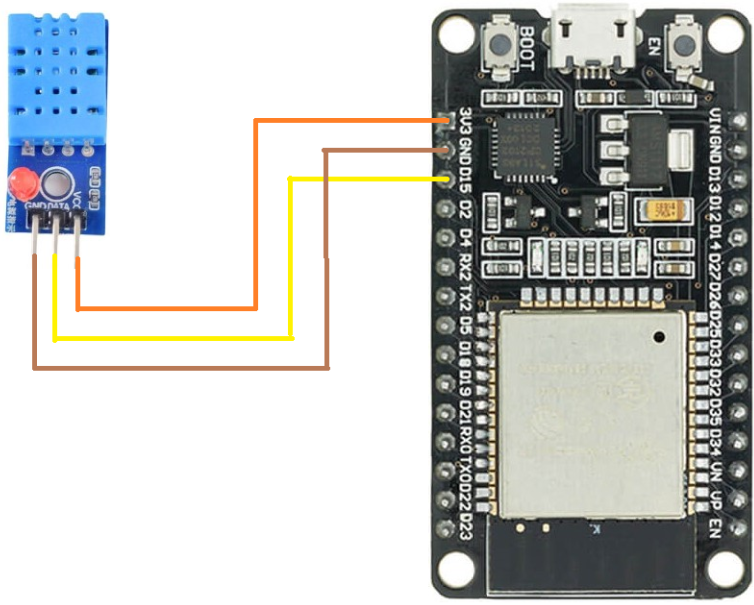 BOOT
EN
3V3
GND
D15
D2
D4
RX2
TX2
D5
D18
D19
D21
RX0
TX0
D22
D23
VIN
GND
D13
D12
D14
D27
D26
D25
D33
D32
D35
D34
VN
VP
EN
GND DATA VCC